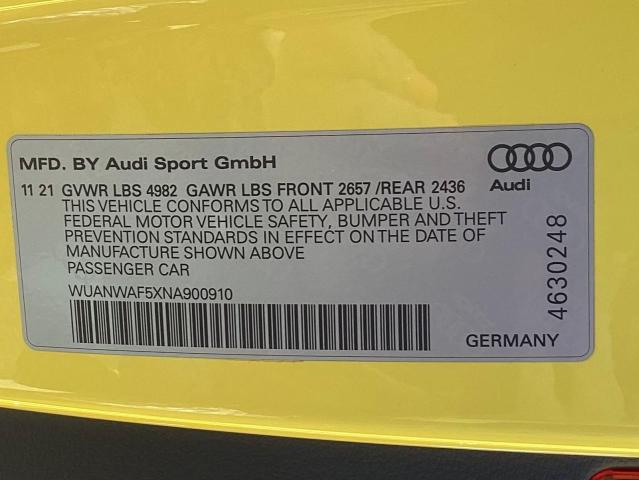 MFD. BY Audi Sport GmbH
11 21 GVWR LBS 4982 GAWR LBS FRONT 2657 /REAR 2436
THIS VEHICLE CONFORMS TO ALL APPLICABLE U.S.
FEDERAL MOTOR VEHICLE SAFETY, BUMPER AND THEFT
PREVENTION STANDARDS IN EFFECT ON THE DATE OF
MANUFACTURE SHOWN ABOVE
PASSENGER CAR
WUANWAF5XNA900910
Audi
4630248
GERMANY